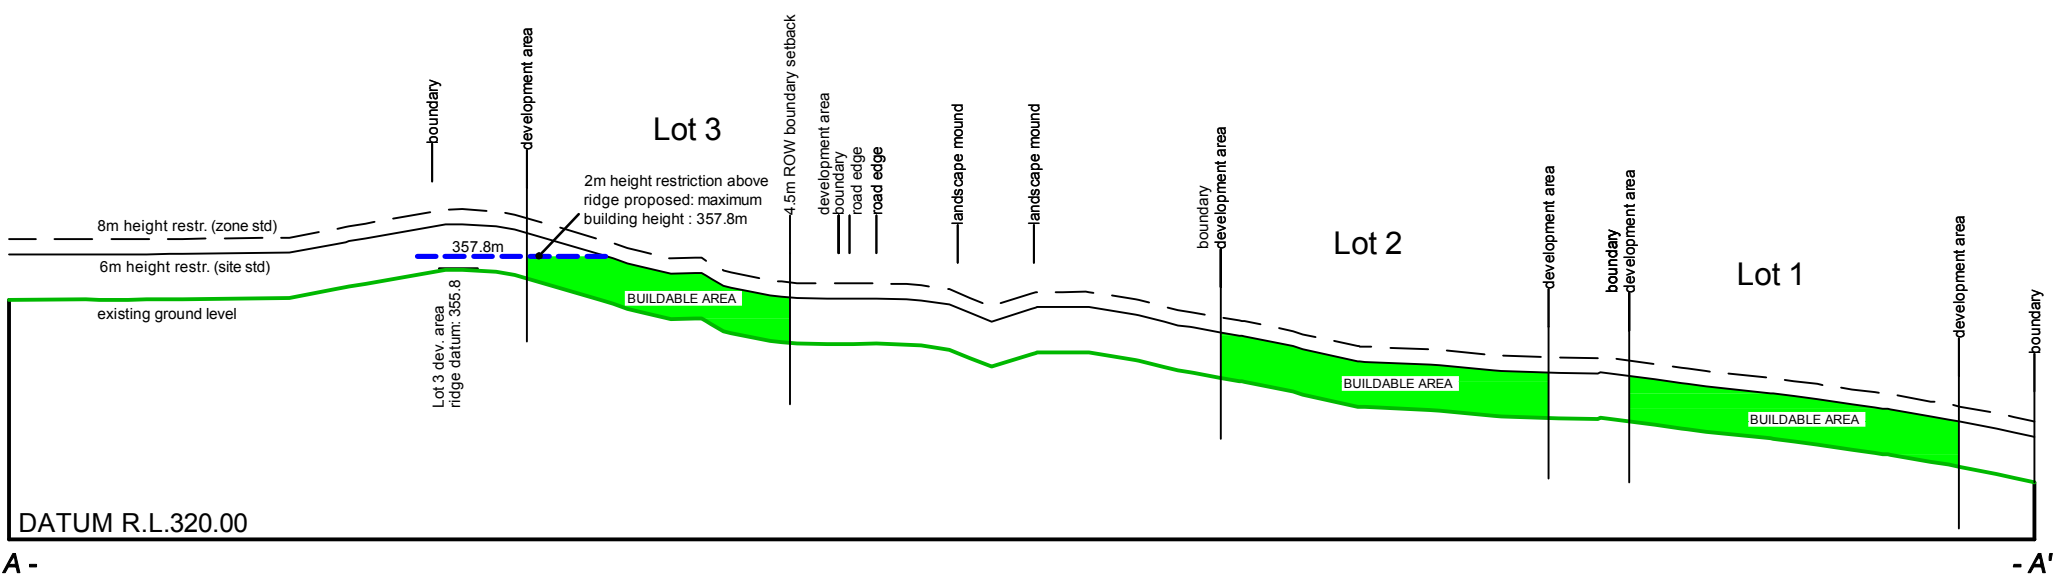 boundary
development area
Lot 3
4.5m ROW boundary setback
development area
boundary
road edge
road edge
landscape mound
landscape mound
boundary
development area
Lot 2
development area
boundary
development area
Lot 1
development area
boundary
2m height restriction above
ridge proposed: maximum
building height : 357.8m
8m height restr. (zone std)
357.8m
6m height restr. (site std)
existing ground level
Lot 3 dev. area
ridge datum: 355.8
BUILDABLE AREA
BUILDABLE AREA
BUILDABLE AREA
DATUM R.L.320.00
A -
- A'